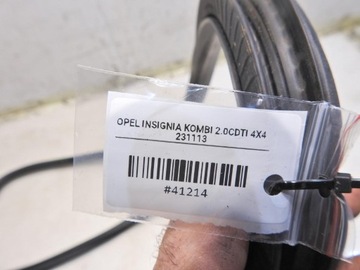 OPEL INSIGNIA KOMBI 2.0CDTI 4X4
231113
#41214